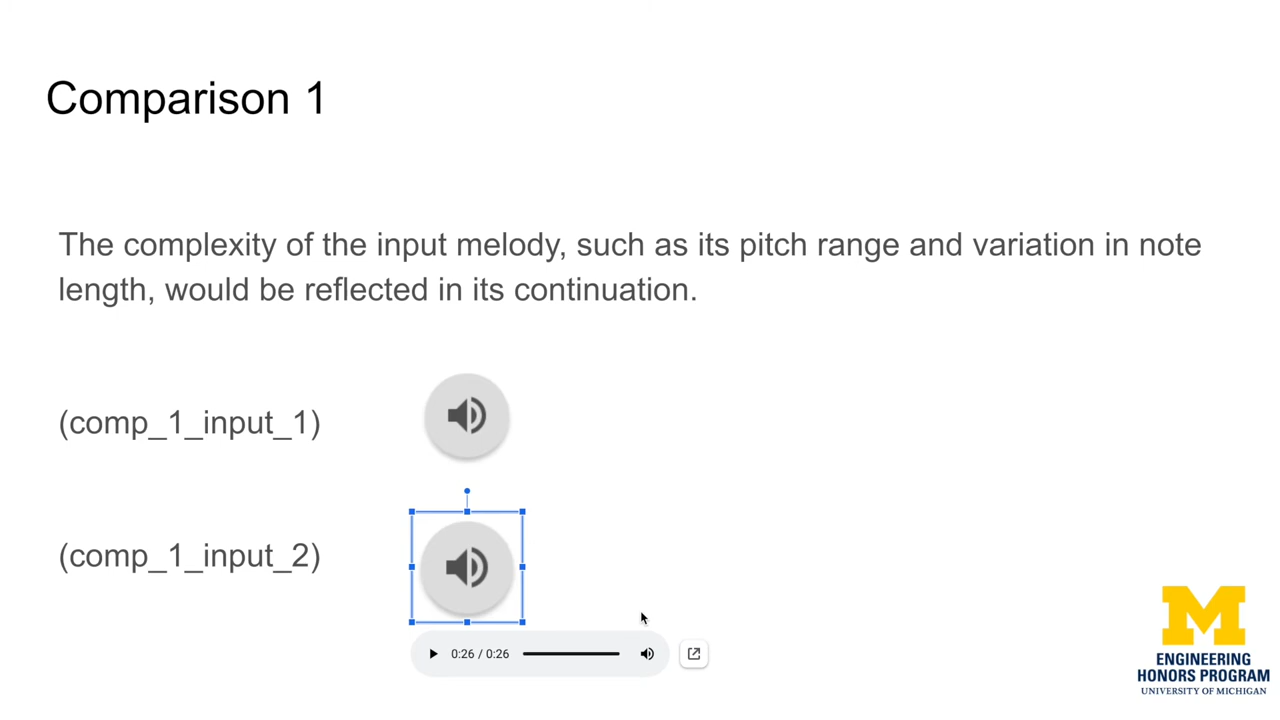 Comparison 1
The complexity of the input melody, such as its pitch range and variation in note
length, would be reflected in its continuation.
(comp_1_input_1)
(comp_1_input_2)
0:26 / 0:26
M
ENGINEERING
HONORS PROGRAM
UNIVERSITY OF MICHIGAN